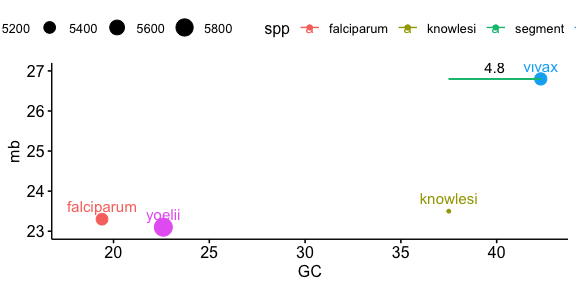 5200 5400 5600 5800 spp falciparum knowlesi segment
27
26
25
24
23
mb
4.8
vivax
knowlesi
falciparum
yoelii
20 25 30 35 40
GC